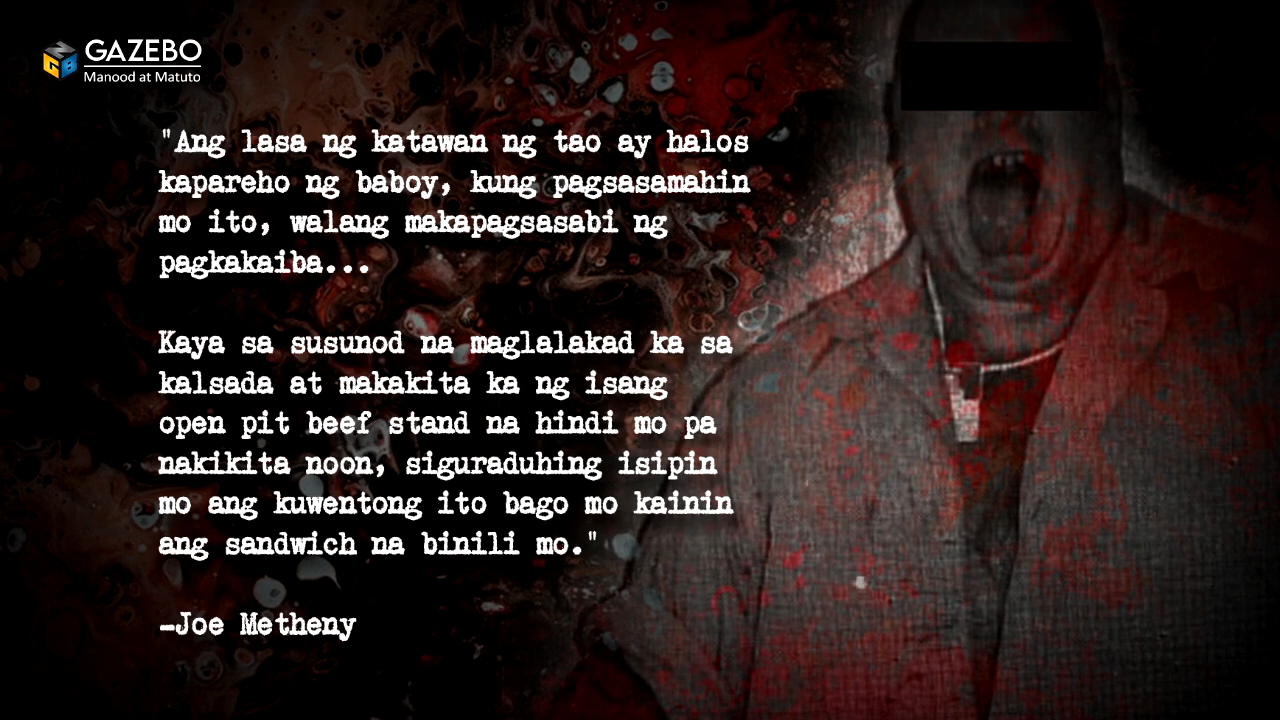 GAZEBO
Manood at Matuto
"Ang lasa ng katawan ng tao ay halos
kapareho ng baboy, kung pagsasamahin
mo ito, walang makapagsasabi ng
pagkakaiba...
Kaya sa susunod na maglalakad ka sa
kalsada at makakita ka ng isang
open pit beef stand na hindi mo pa
nakikita noon, siguraduhing isipin
mo ang kuwentong ito bago mo kainin
ang sandwich na binili mo."
-Joe Metheny